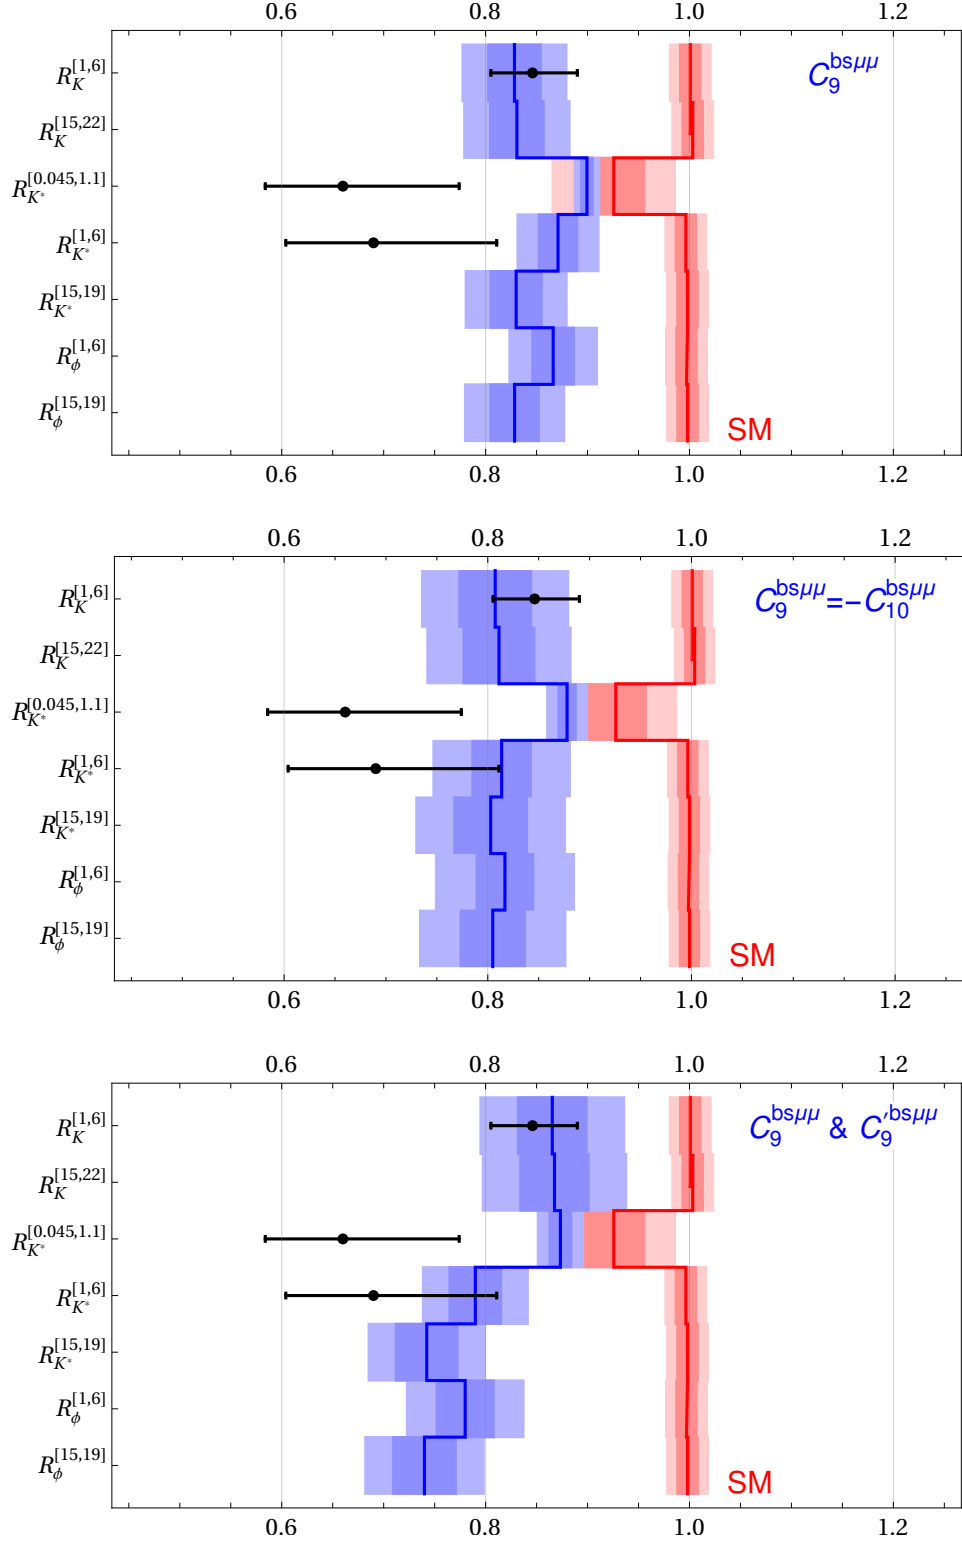 0.6 0.8 1.0 1.2
R_K^[1,6]
C_9^bsμμ
R_K^[15,22]
R_K*^[0.045,1.1]
R_K*^[1,6]
R_K*^[15,19]
R_ϕ^[1,6]
R_ϕ^[15,19]
SM
0.6 0.8 1.0 1.2
0.6 0.8 1.0 1.2
R_K^[1,6]
C_9^bsμμ=−C_10^bsμμ
R_K^[15,22]
R_K*^[0.045,1.1]
R_K*^[1,6]
R_K*^[15,19]
R_ϕ^[1,6]
R_ϕ^[15,19]
SM
0.6 0.8 1.0 1.2
0.6 0.8 1.0 1.2
R_K^[1,6]
C_9^bsμμ & C_9^′bsμμ
R_K^[15,22]
R_K*^[0.045,1.1]
R_K*^[1,6]
R_K*^[15,19]
R_ϕ^[1,6]
R_ϕ^[15,19]
SM
0.6 0.8 1.0 1.2